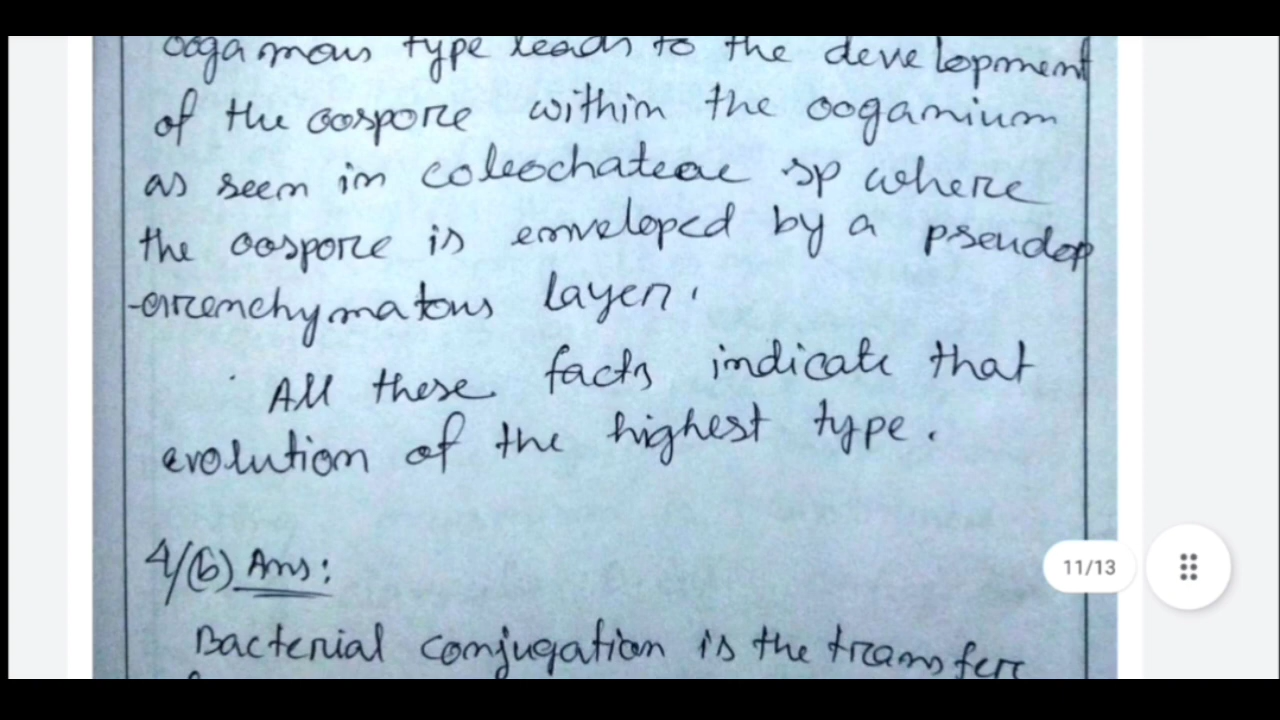 oogamous type leads to the development
of the oospore within the oogamium
as seen in coleochateae sp where
the oospore is enveloped by a pseudop
-arrenchymatous layer.
All these facts indicate that
evolution of the highest type.
4/(b) Ans:
11/13
Bacterial conjugation is the transfer